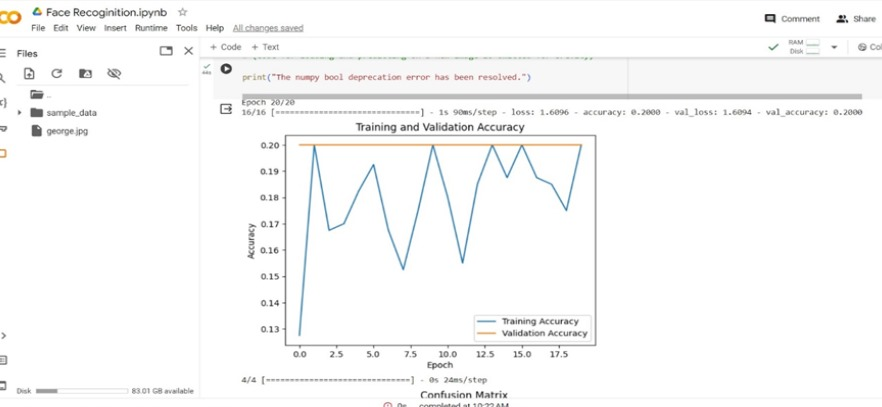 Face Recoginition.ipynb
File Edit View Insert Runtime Tools Help All changes saved
Comment Share
Files
+ Code + Text
RAM
Disk
..
sample_data
george.jpg
print("The numpy bool deprecation error has been resolved.")
Epoch 20/20
16/16 [==============================] - 1s 90ms/step - loss: 1.6096 - accuracy: 0.2000 - val_loss: 1.6094 - val_accuracy: 0.2000
Training and Validation Accuracy
0.20
0.19
0.18
0.17
0.16
0.15
0.14
0.13
Accuracy
Training Accuracy
Validation Accuracy
0.0 2.5 5.0 7.5 10.0 12.5 15.0 17.5
Epoch
4/4 [==============================] - 0s 24ms/step
Confusion Matrix
Disk 83.01 GB available
0s completed at 10:22 AM